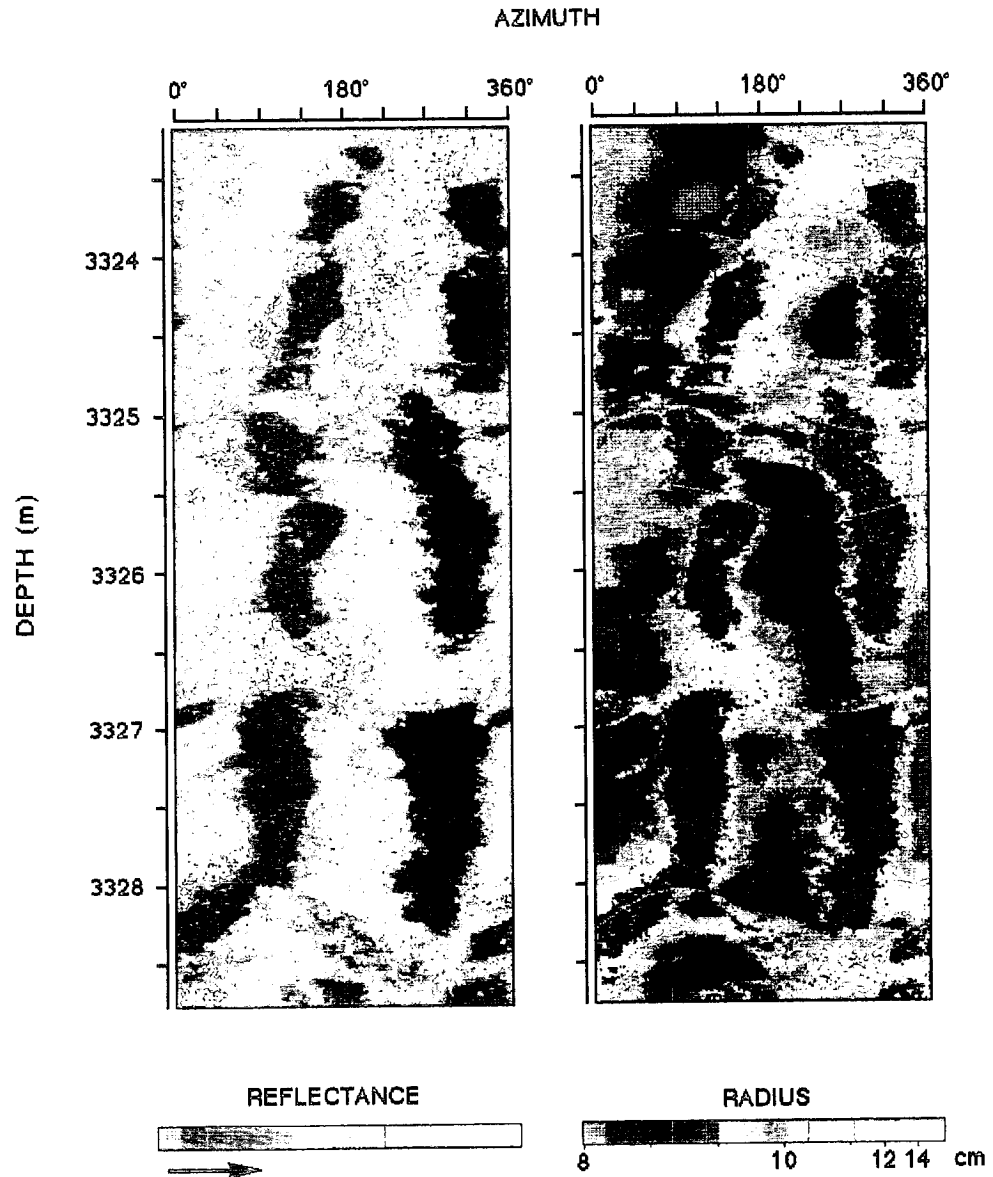 AZIMUTH
0° 180° 360°
0° 180° 360°
DEPTH (m)
3324
3325
3326
3327
3328
REFLECTANCE
RADIUS
8 10 12 14 cm